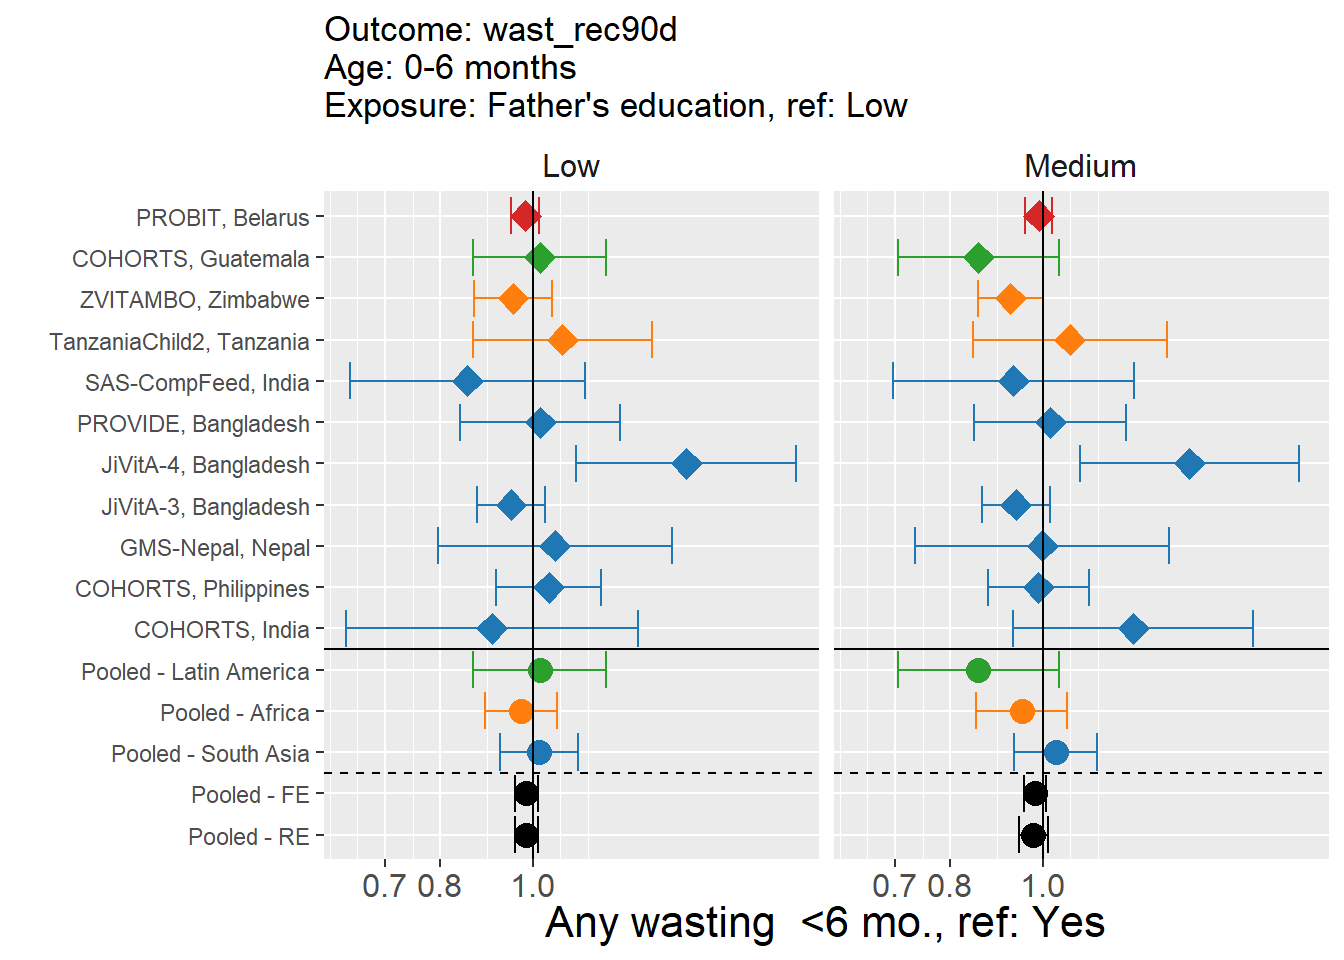 Outcome: wast_rec90d
Age: 0-6 months
Exposure: Father's education, ref: Low
Low Medium
PROBIT, Belarus
COHORTS, Guatemala
ZVITAMBO, Zimbabwe
TanzaniaChild2, Tanzania
SAS-CompFeed, India
PROVIDE, Bangladesh
JiVitA-4, Bangladesh
JiVitA-3, Bangladesh
GMS-Nepal, Nepal
COHORTS, Philippines
COHORTS, India
Pooled - Latin America
Pooled - Africa
Pooled - South Asia
Pooled - FE
Pooled - RE
0.7 0.8 1.0 0.7 0.8 1.0
Any wasting  <6 mo., ref: Yes